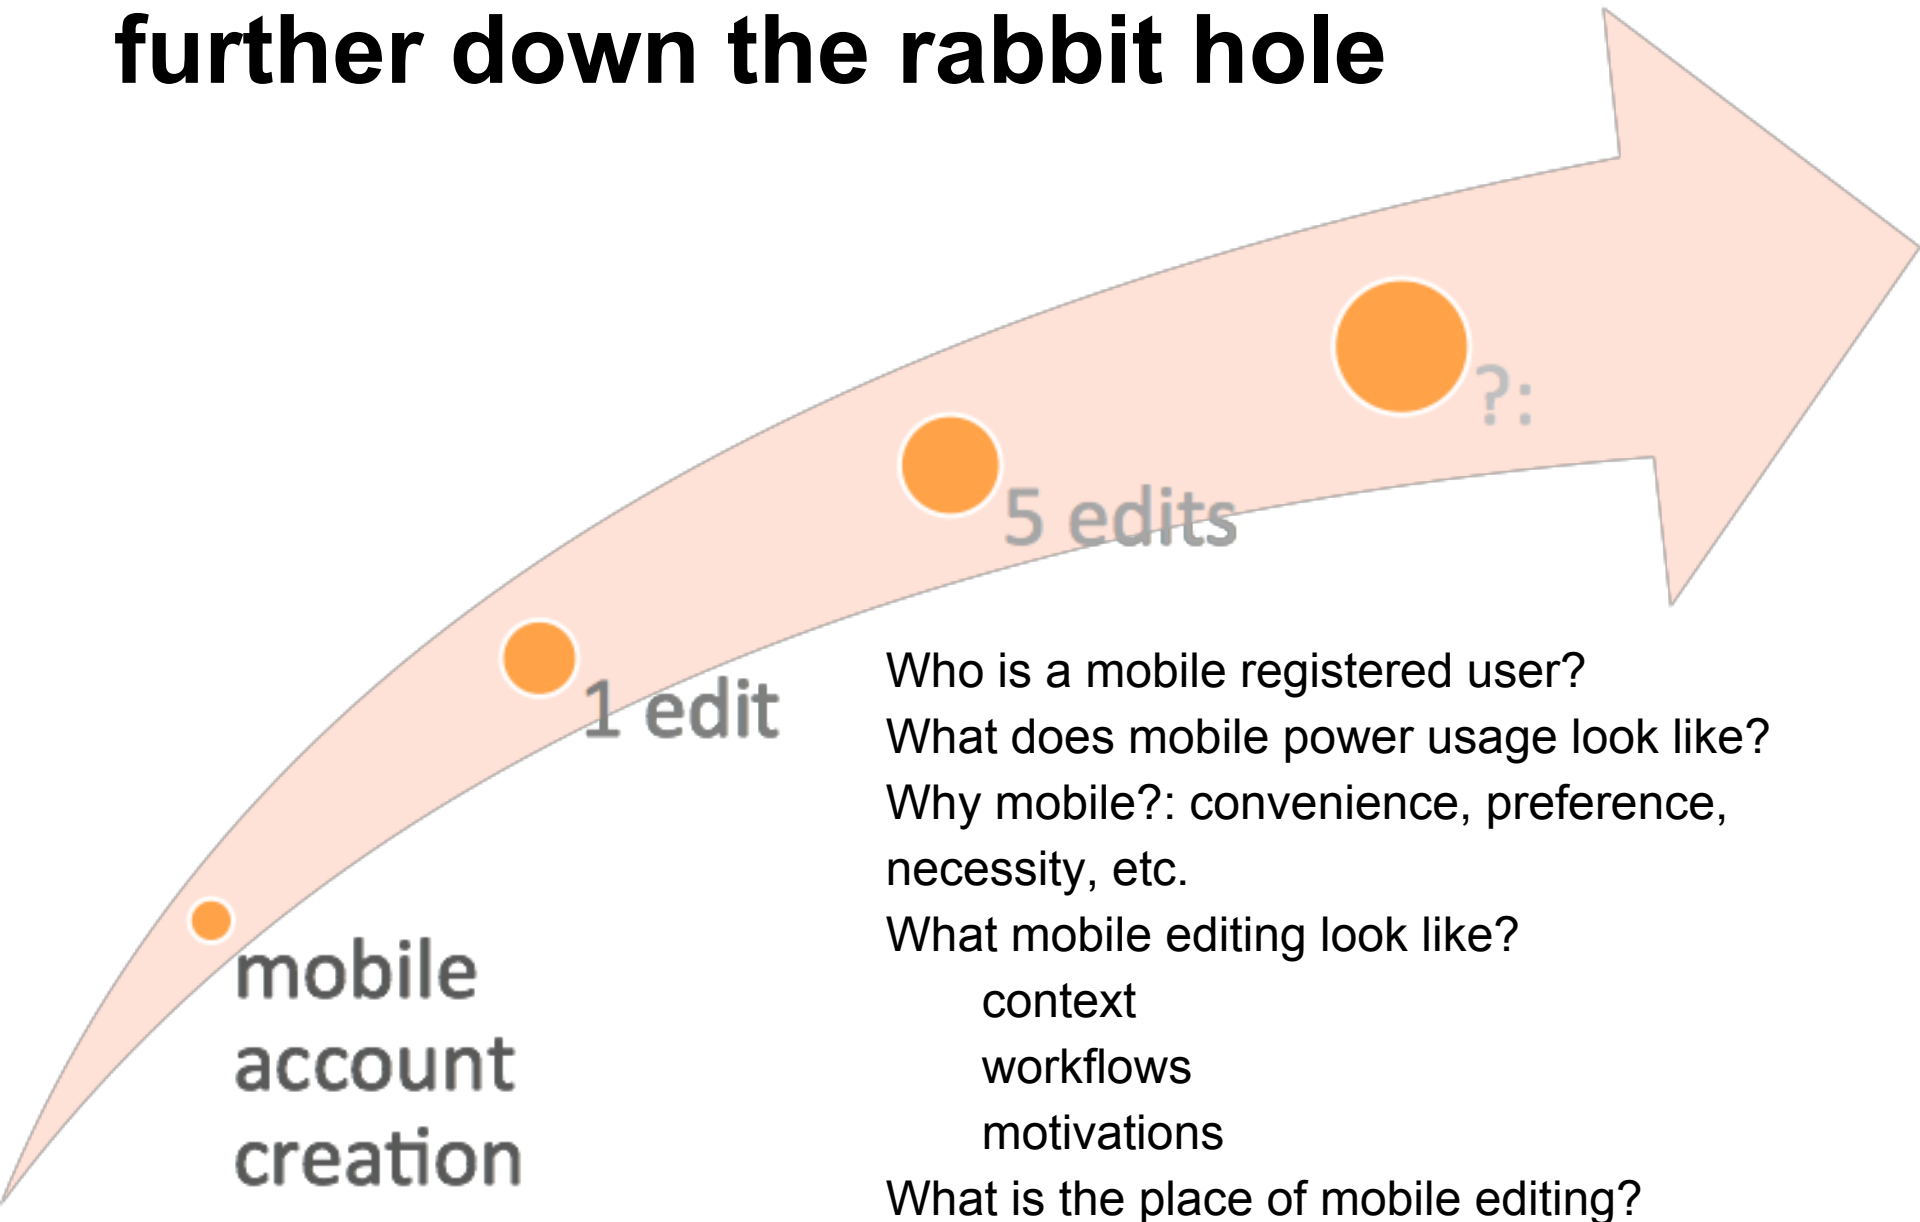 further down the rabbit hole
?:
5 edits
1 edit
mobile
account
creation
Who is a mobile registered user?
What does mobile power usage look like?
Why mobile?: convenience, preference,
necessity, etc.
What mobile editing look like?
context
workflows
motivations
What is the place of mobile editing?